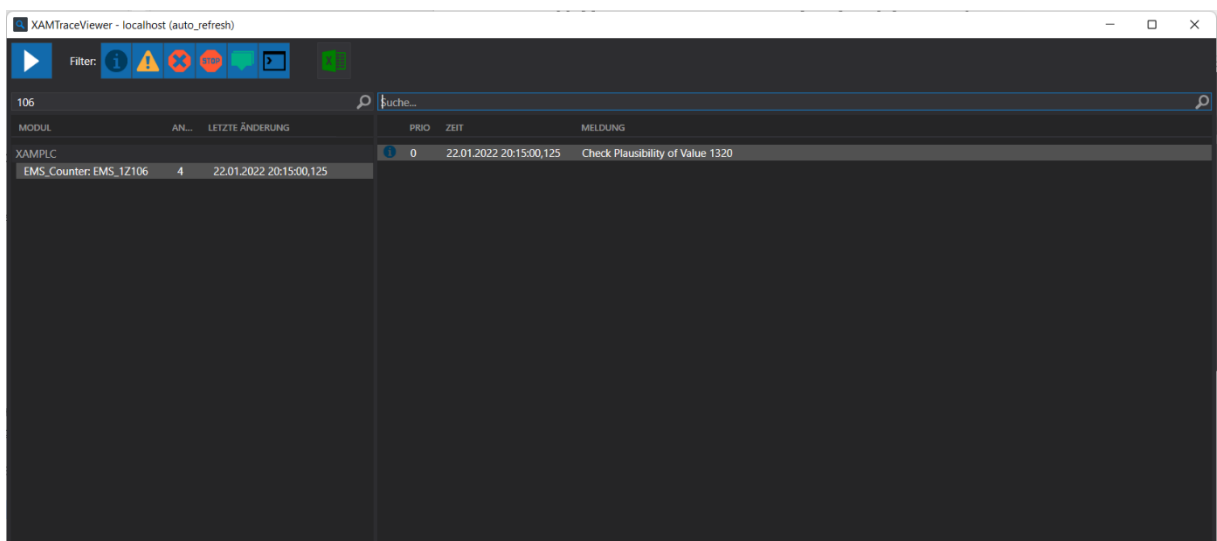 XAMTraceViewer - localhost (auto_refresh)
Filter:
STOP
106
Suche...
MODUL AN... LETZTE ÄNDERUNG
PRIO ZEIT MELDUNG
XAMPLC
0 22.01.2022 20:15:00,125 Check Plausibility of Value 1320
EMS_Counter: EMS_1Z106 4 22.01.2022 20:15:00,125